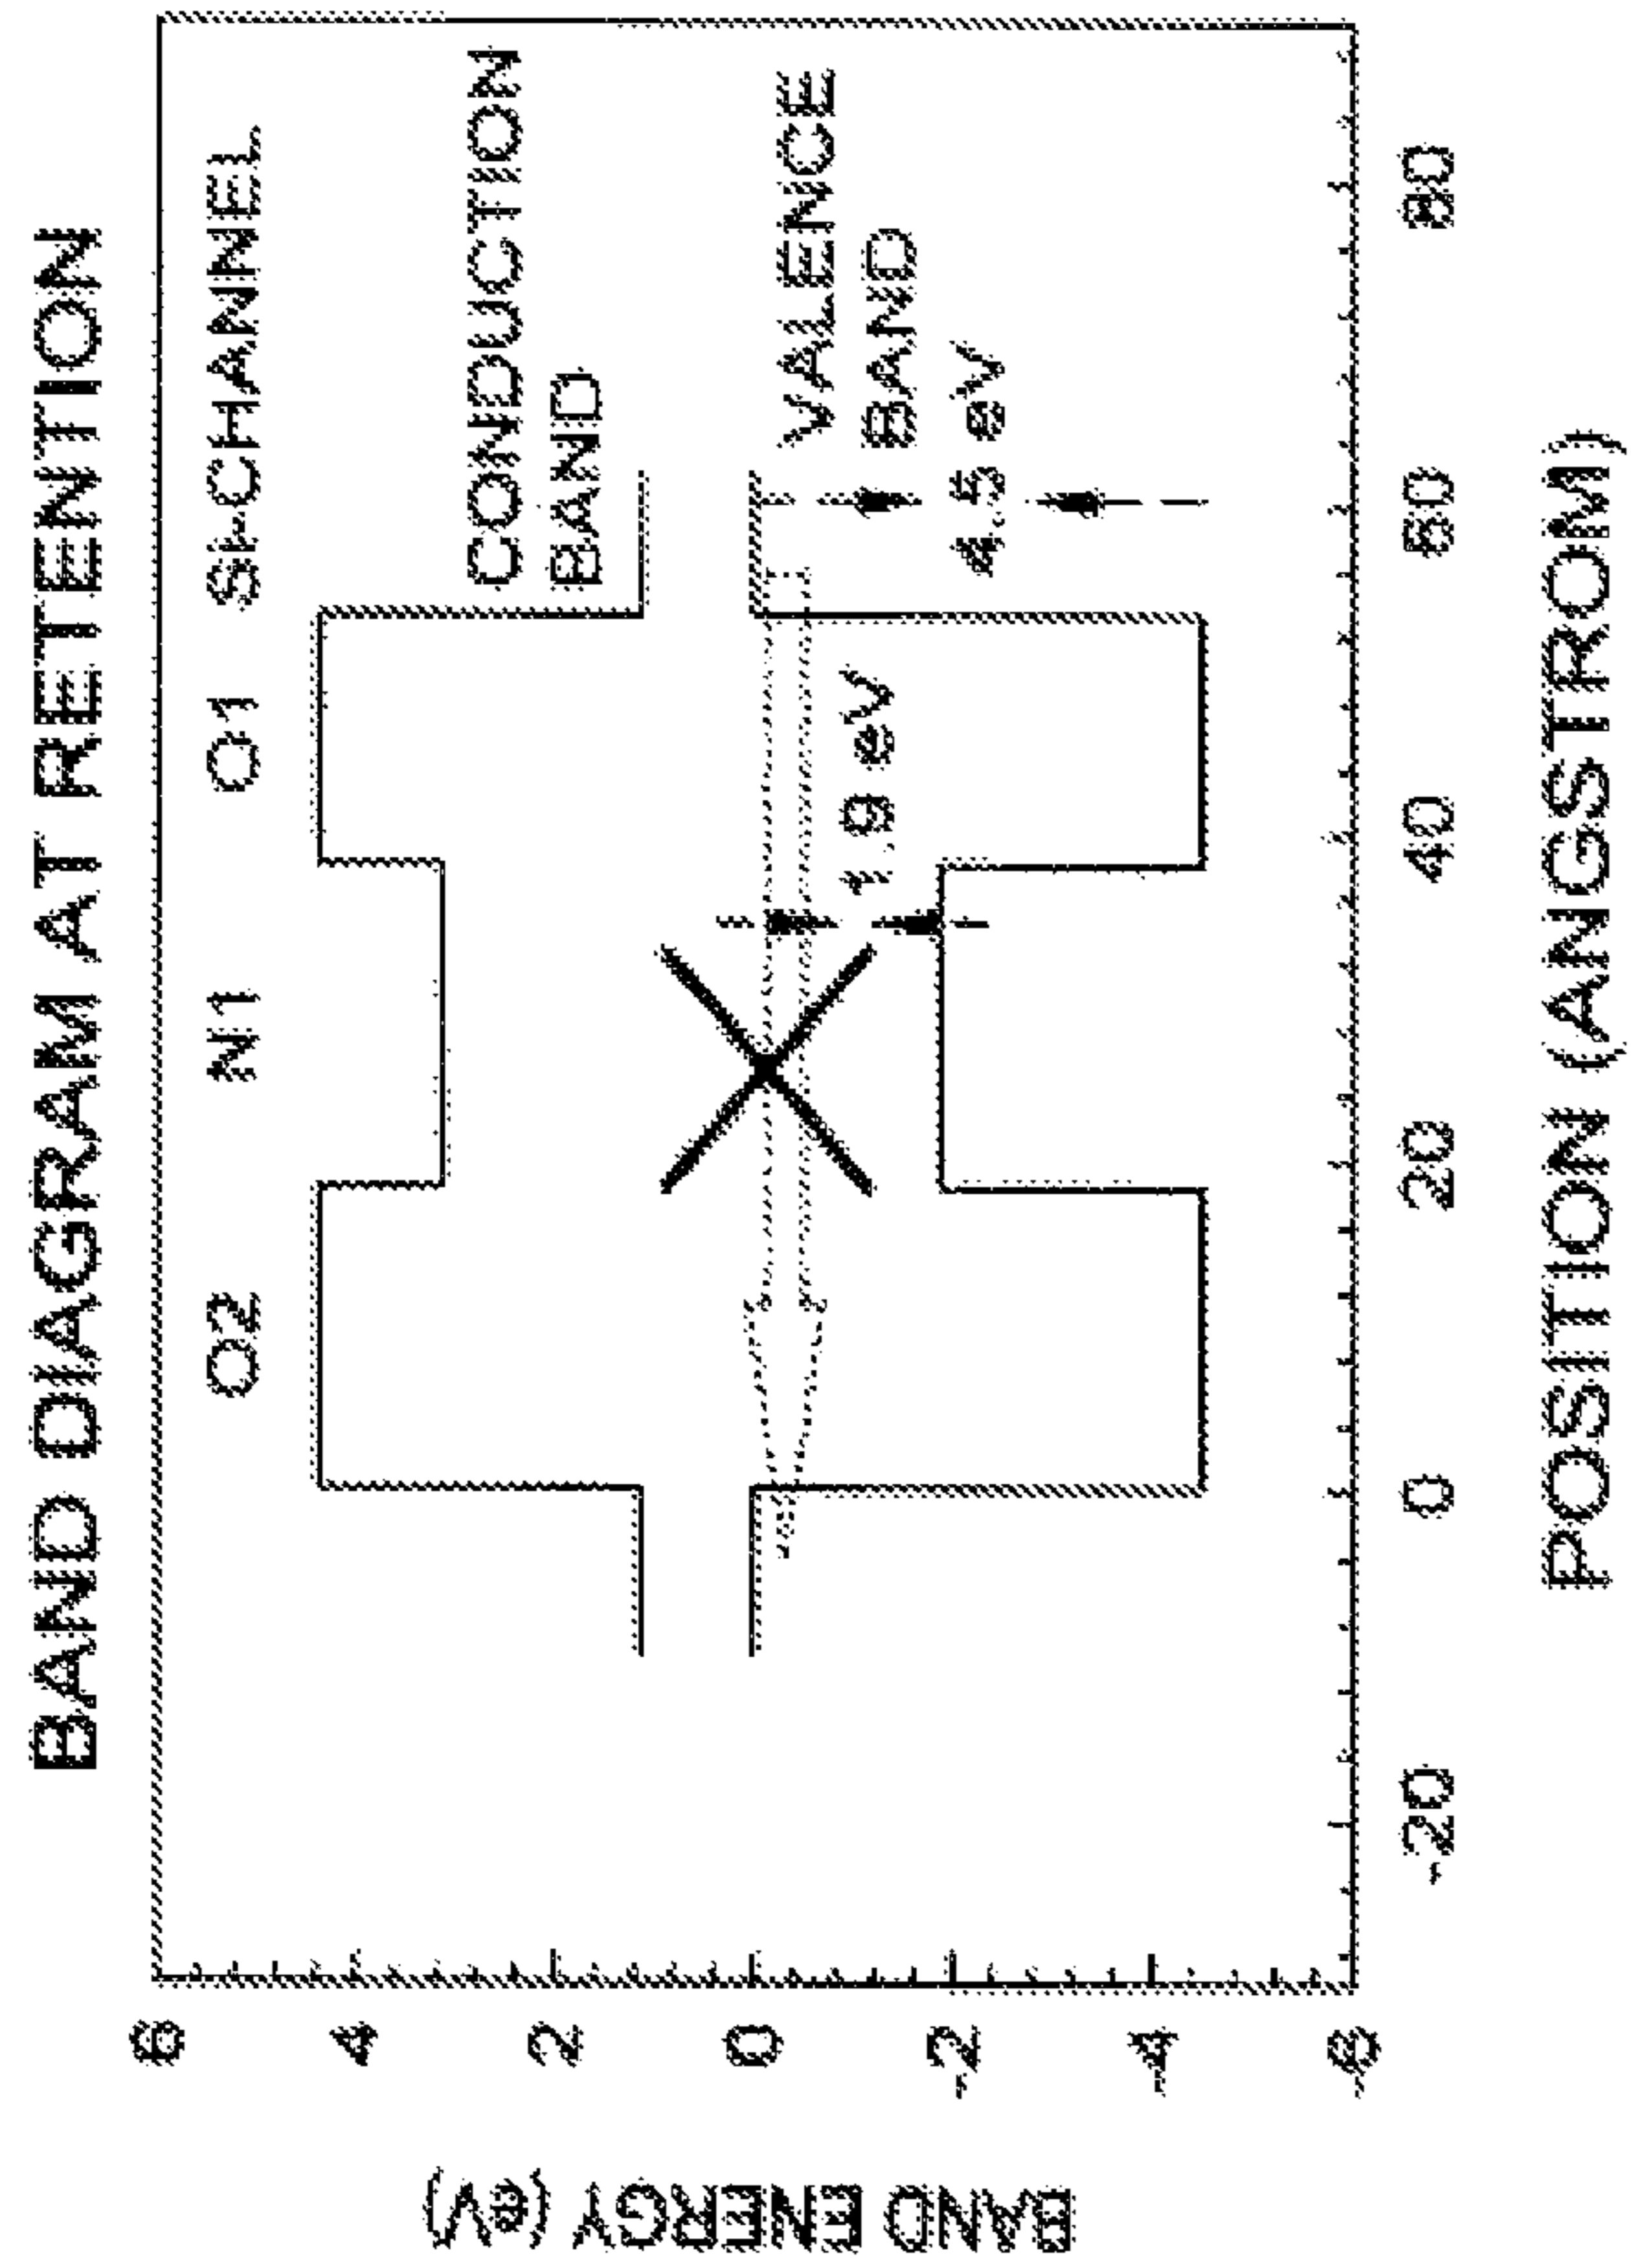 BAND DIAGRAM AT RETENTION
O2 N1 O1 SI-CHANNEL
CONDUCTION
BAND
VALENCE
BAND
1.9 eV
4.5 eV
6
4
2
0
-2
-4
-6
BAND ENERGY (eV)
-20 0 20 40 60 80
POSITION (ANGSTROM)